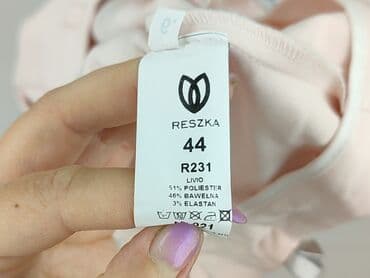 RESZKA
44
R231
LIVIO
51% POLIESTER
46% BAWEŁNA
3% ELASTAN